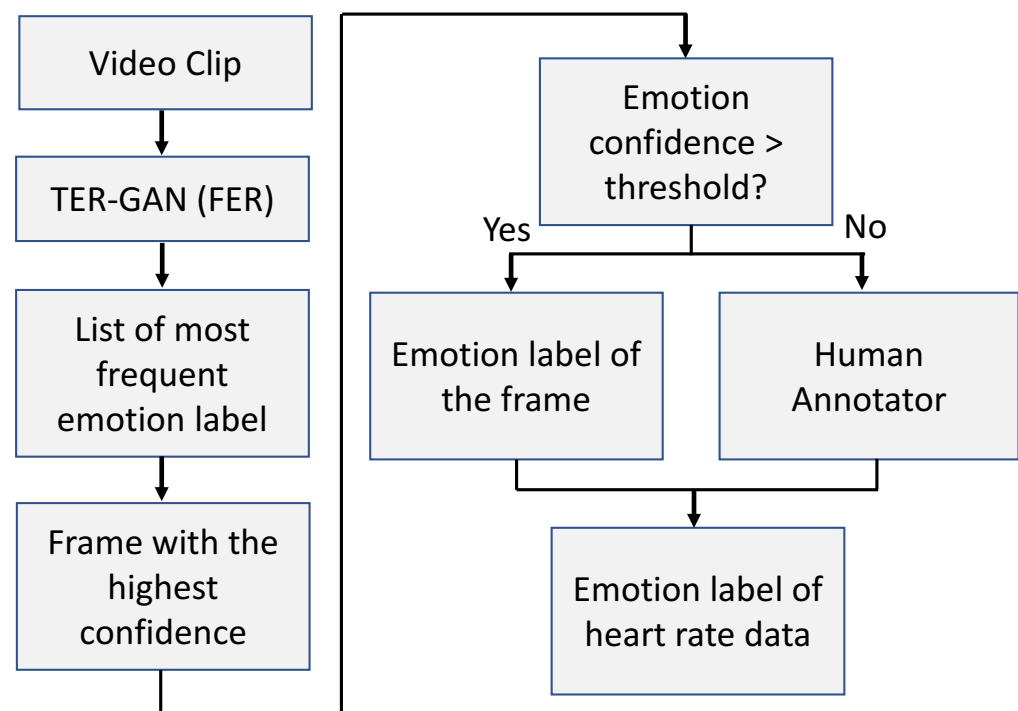 Video Clip
TER-GAN (FER)
List of most
frequent
emotion label
Frame with the
highest
confidence
Emotion
confidence >
threshold?
Yes
No
Emotion label of
the frame
Human
Annotator
Emotion label of
heart rate data